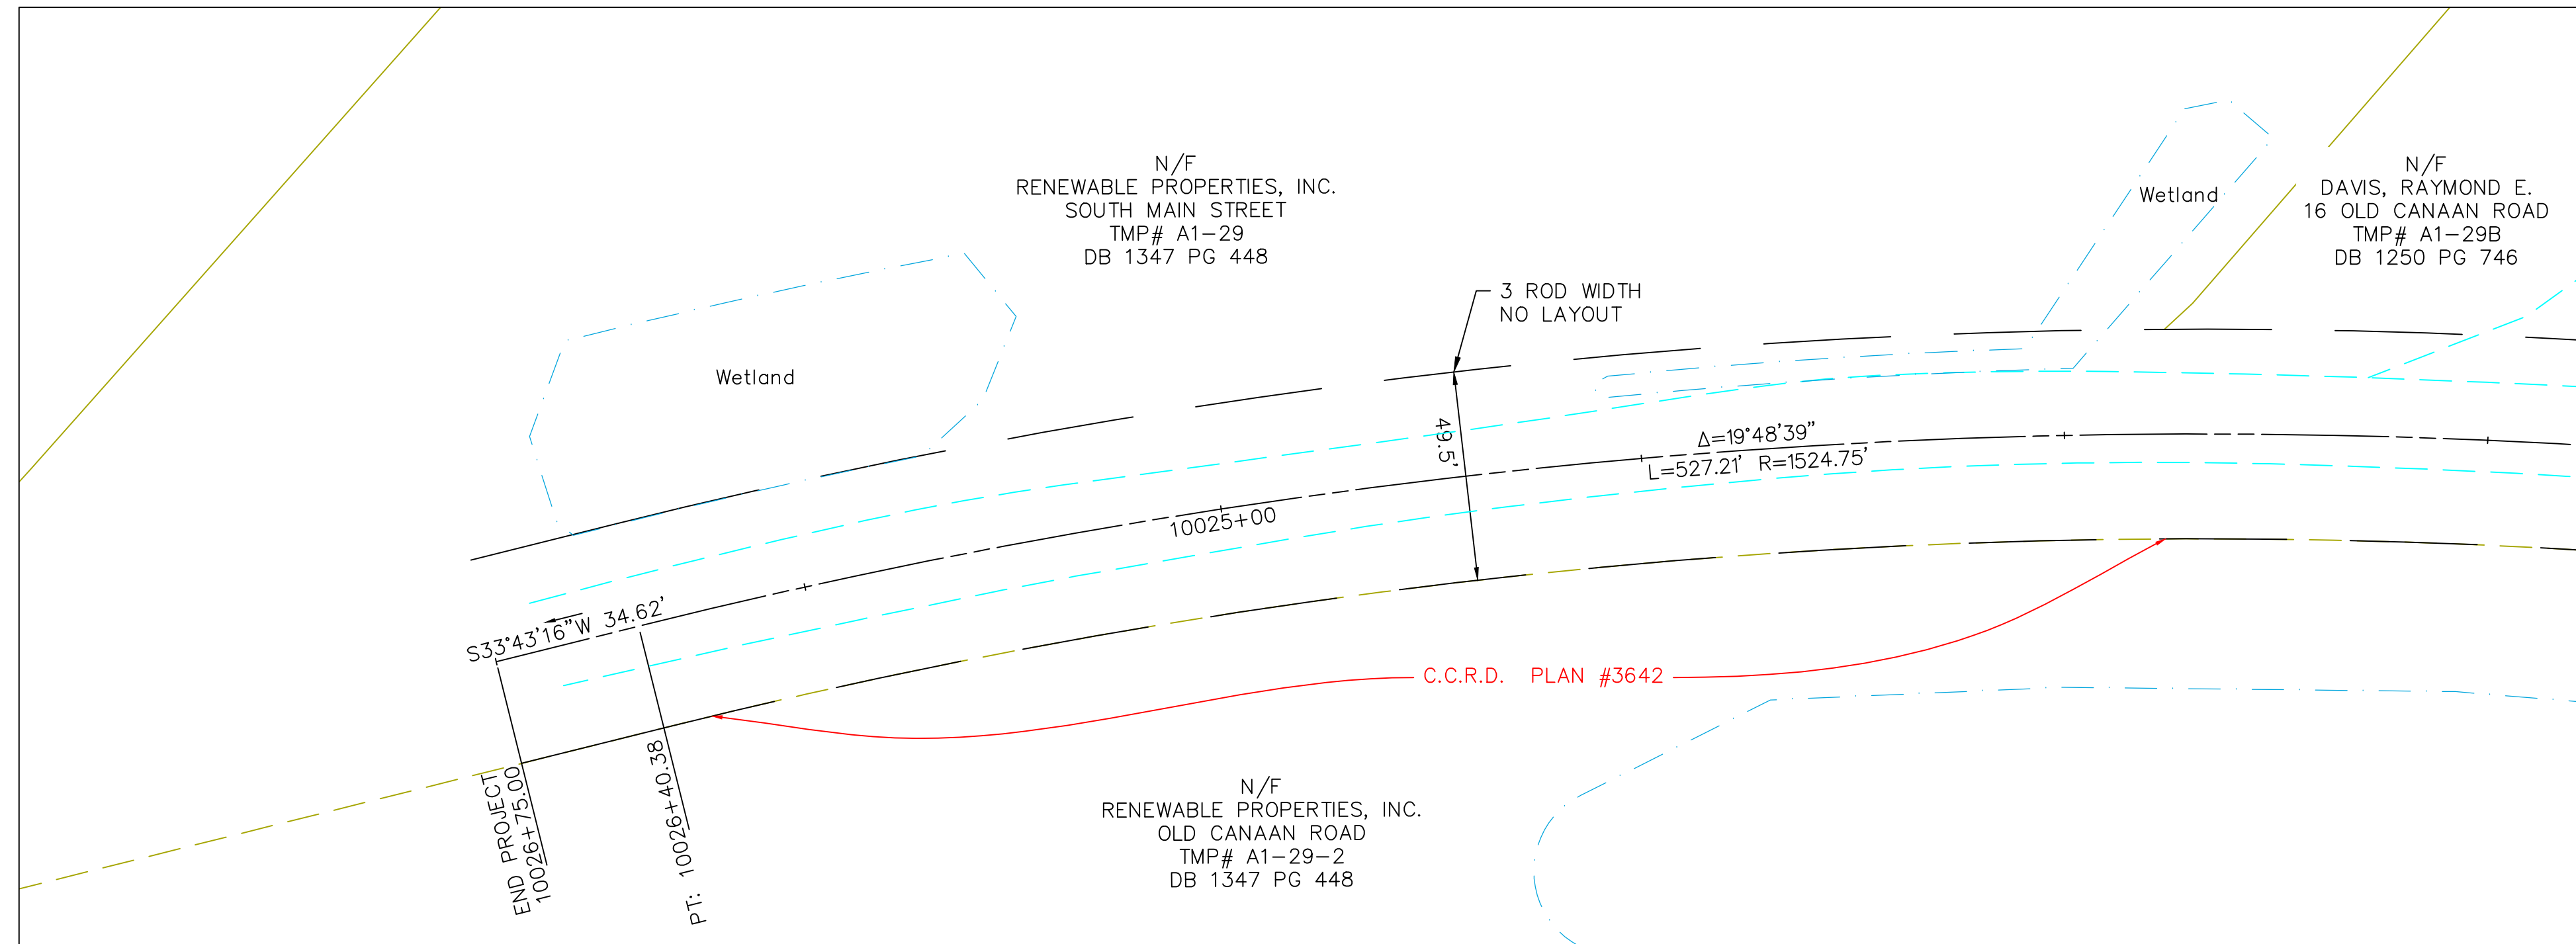 N/F
RENEWABLE PROPERTIES, INC.
SOUTH MAIN STREET
TMP# A1-29
DB 1347 PG 448
Wetland
N/F
DAVIS, RAYMOND E.
16 OLD CANAAN ROAD
TMP# A1-29B
DB 1250 PG 746
3 ROD WIDTH
NO LAYOUT
Wetland
49.5'
Δ=19°48'39"
L=527.21' R=1524.75'
10025+00
S33°43'16"W 34.62'
C.C.R.D. PLAN #3642
END PROJECT
10026+75.00
PT: 10026+40.38
N/F
RENEWABLE PROPERTIES, INC.
OLD CANAAN ROAD
TMP# A1-29-2
DB 1347 PG 448